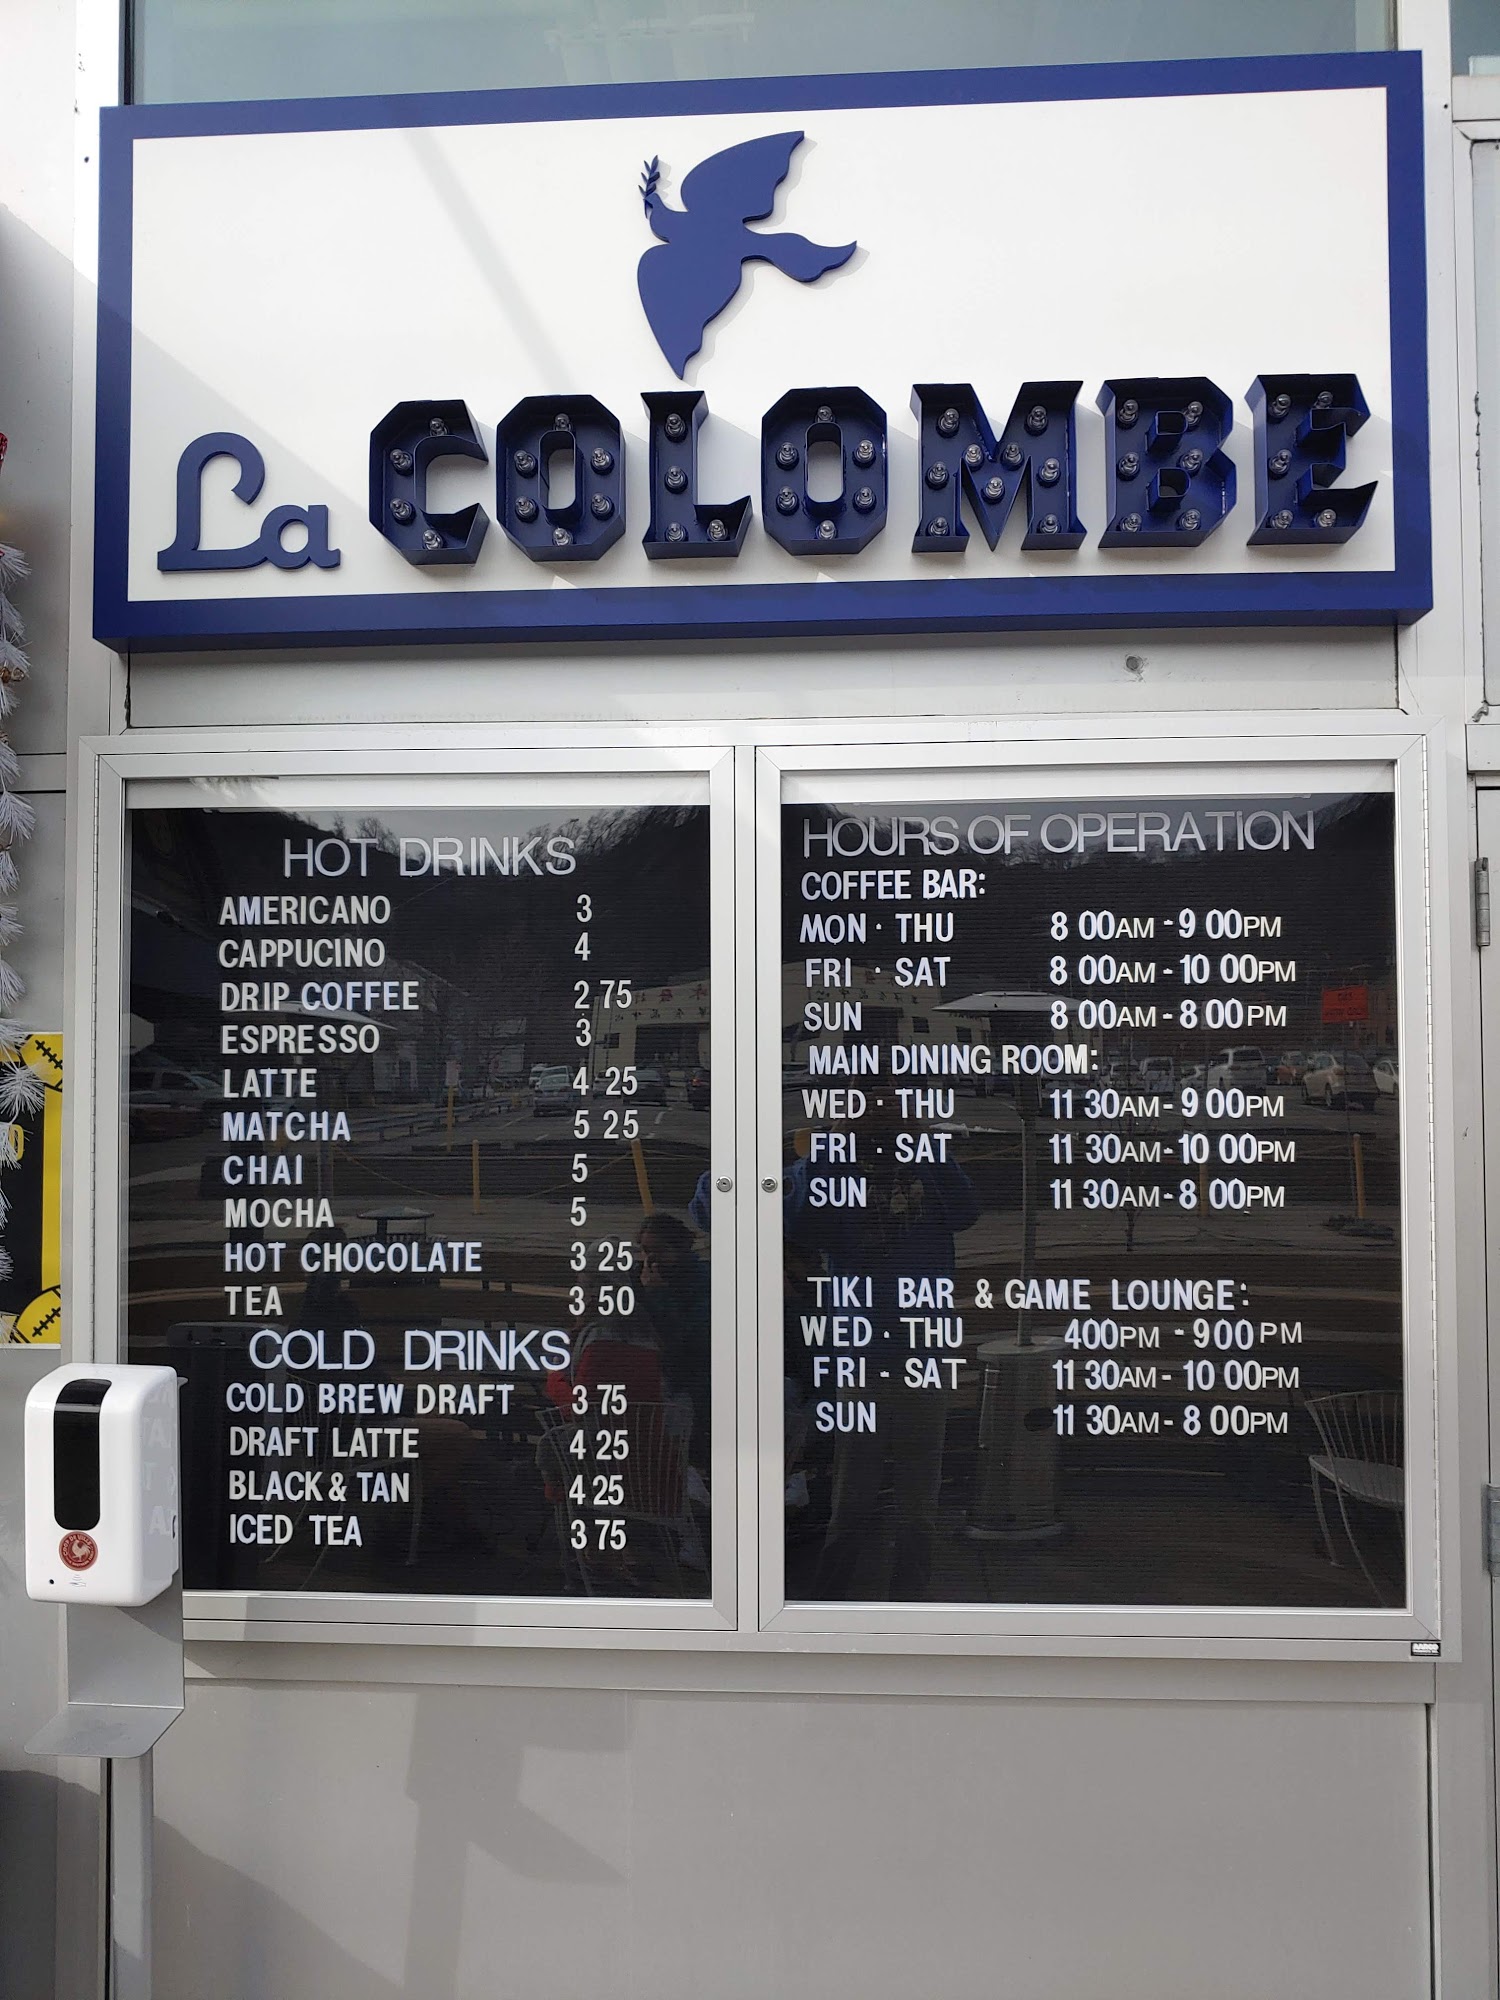 La COLOMBE
HOT DRINKS
AMERICANO 3
CAPPUCINO 4
DRIP COFFEE 2 75
ESPRESSO 3
LATTE 4 25
MATCHA 5 25
CHAI 5
MOCHA 5
HOT CHOCOLATE 3 25
TEA 3 50
COLD DRINKS
COLD BREW DRAFT 3 75
DRAFT LATTE 4 25
BLACK & TAN 4 25
ICED TEA 3 75
HOURS OF OPERATION
COFFEE BAR:
MON · THU 8 00AM - 9 00PM
FRI · SAT 8 00AM - 10 00PM
SUN 8 00AM - 8 00PM
MAIN DINING ROOM:
WED · THU 11 30AM - 9 00PM
FRI · SAT 11 30AM - 10 00PM
SUN 11 30AM - 8 00PM
TIKI BAR & GAME LOUNGE:
WED · THU 400PM - 900PM
FRI - SAT 11 30AM - 10 00PM
SUN 11 30AM - 8 00PM